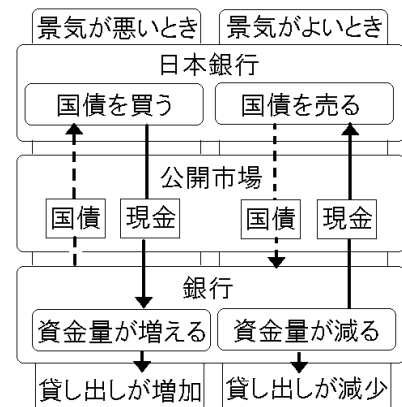 景気が悪いとき 景気がよいとき
日本銀行
国債を買う 国債を売る
公開市場
国債 現金 国債 現金
銀行
資金量が増える 資金量が減る
貸し出しが増加 貸し出しが減少